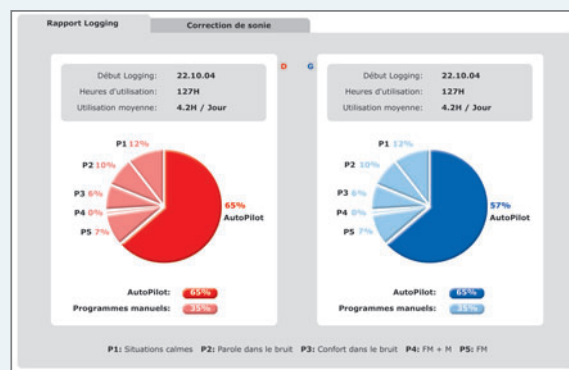 Rapport Logging
Correction de sonie
D G
Début Logging: 22.10.04
Heures d'utilisation: 127H
Utilisation moyenne: 4.2H / Jour
P1 12%
P2 10%
P3 6%
P4 0%
P5 7%
65%
AutoPilot
AutoPilot: 65%
Programmes manuels: 35%
Début Logging: 22.10.04
Heures d'utilisation: 127H
Utilisation moyenne: 4.2H / Jour
P1 12%
P2 10%
P3 6%
P4 0%
P5 7%
57%
AutoPilot
AutoPilot: 65%
Programmes manuels: 35%
P1: Situations calmes P2: Parole dans le bruit P3: Confort dans le bruit P4: FM + M P5: FM